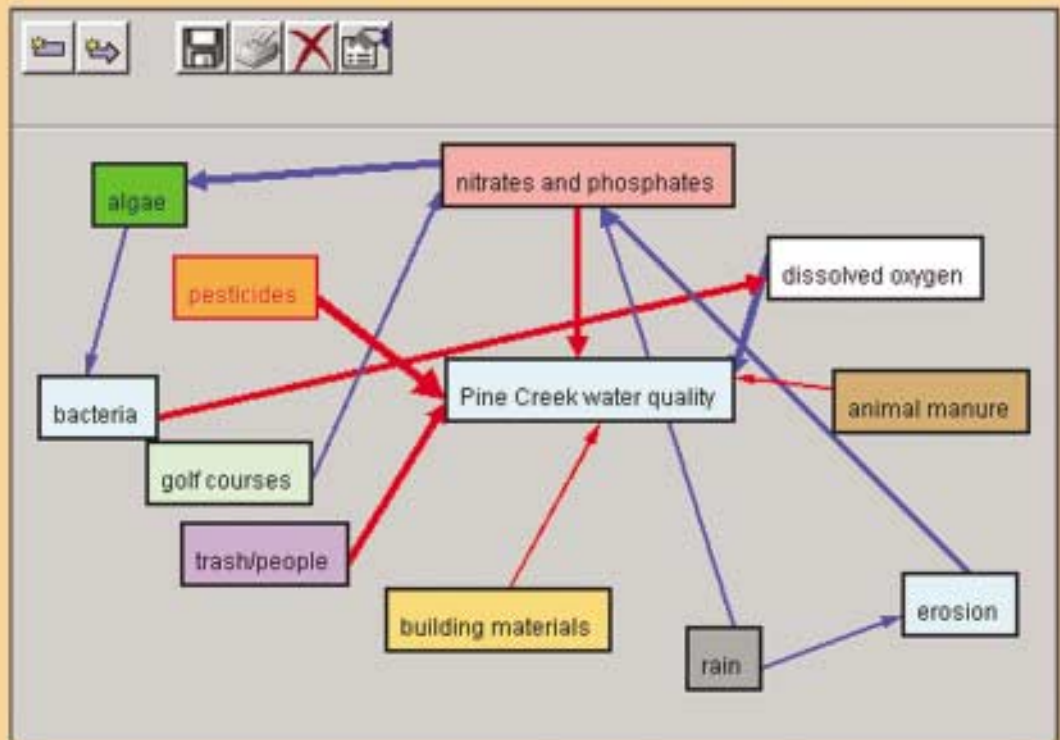 nitrates and phosphates
algae
dissolved oxygen
pesticides
Pine Creek water quality
animal manure
bacteria
golf courses
trash/people
building materials
erosion
rain